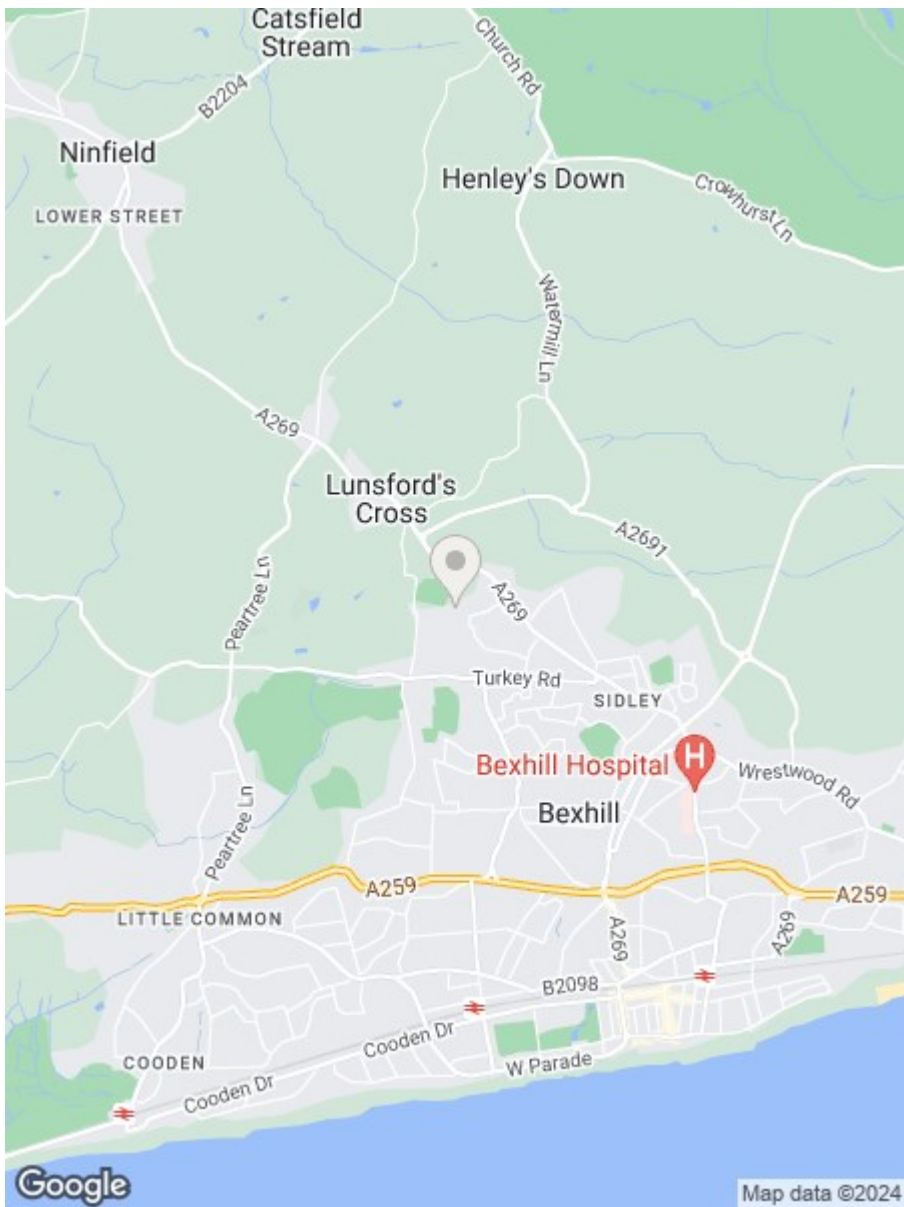 Catsfield
Stream
Church Rd
B2204
Ninfield
Henley's Down
Crowhurst Ln
LOWER STREET
Watermill Ln
A269
Lunsford's
Cross
A2691
Peartree Ln
A269
Turkey Rd
SIDLEY
Bexhill Hospital
H
Wrestwood Rd
Bexhill
Peartree Ln
A259
A259
LITTLE COMMON
A269
A269
B2098
Cooden Dr
COODEN
W Parade
Cooden Dr
Google
Map data ©2024